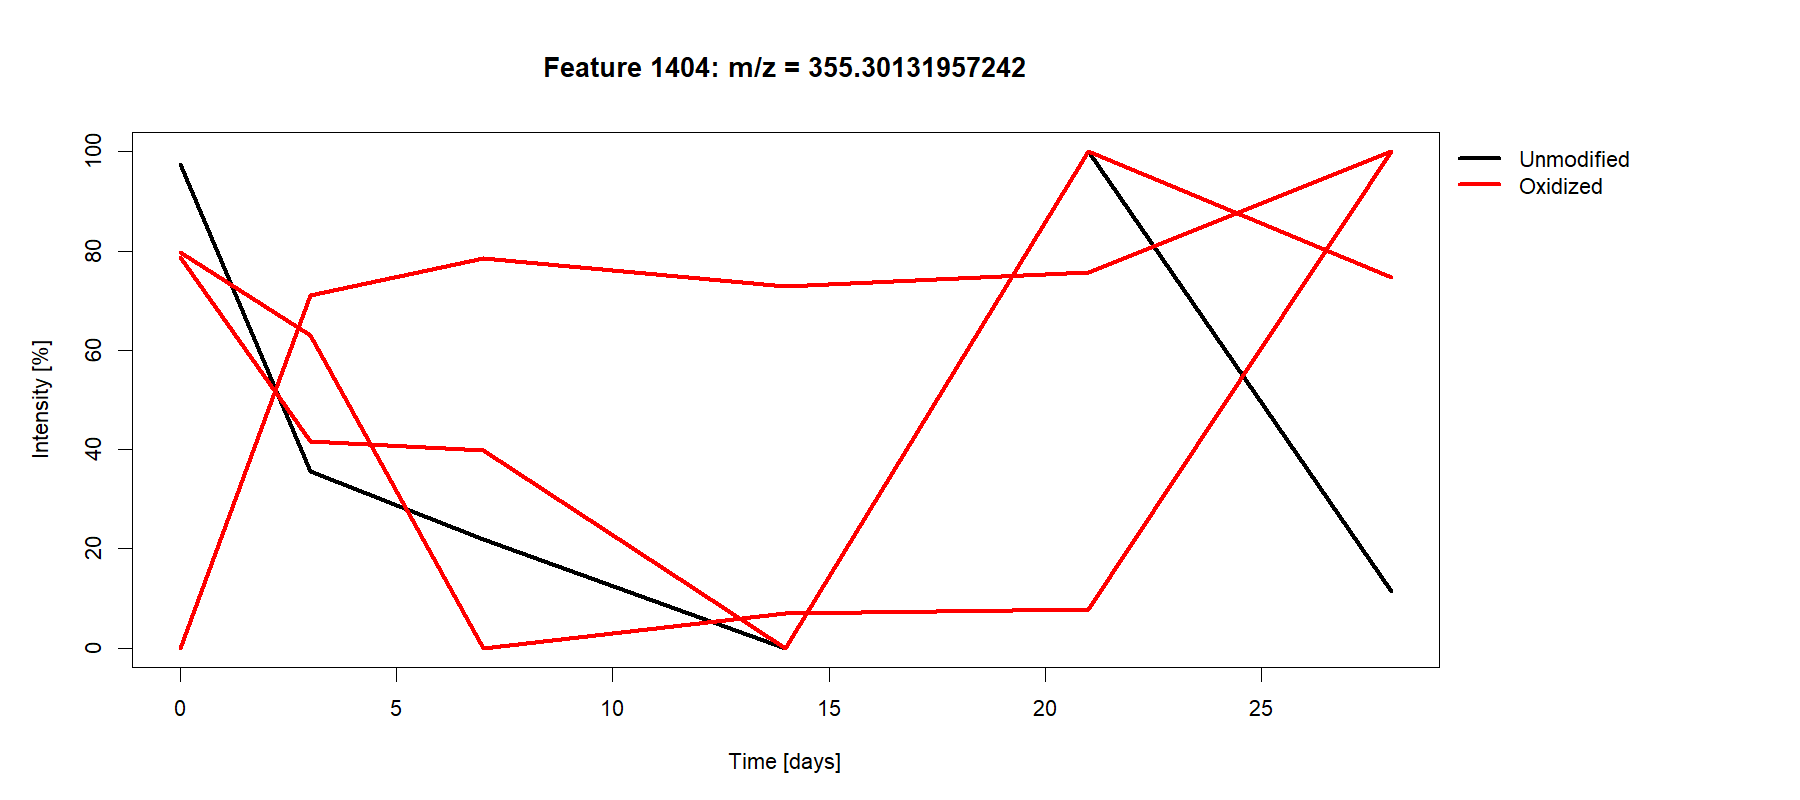 Feature 1404: m/z = 355.30131957242
Unmodified
Oxidized
Intensity [%]
100
80
60
40
20
0
0 5 10 15 20 25
Time [days]